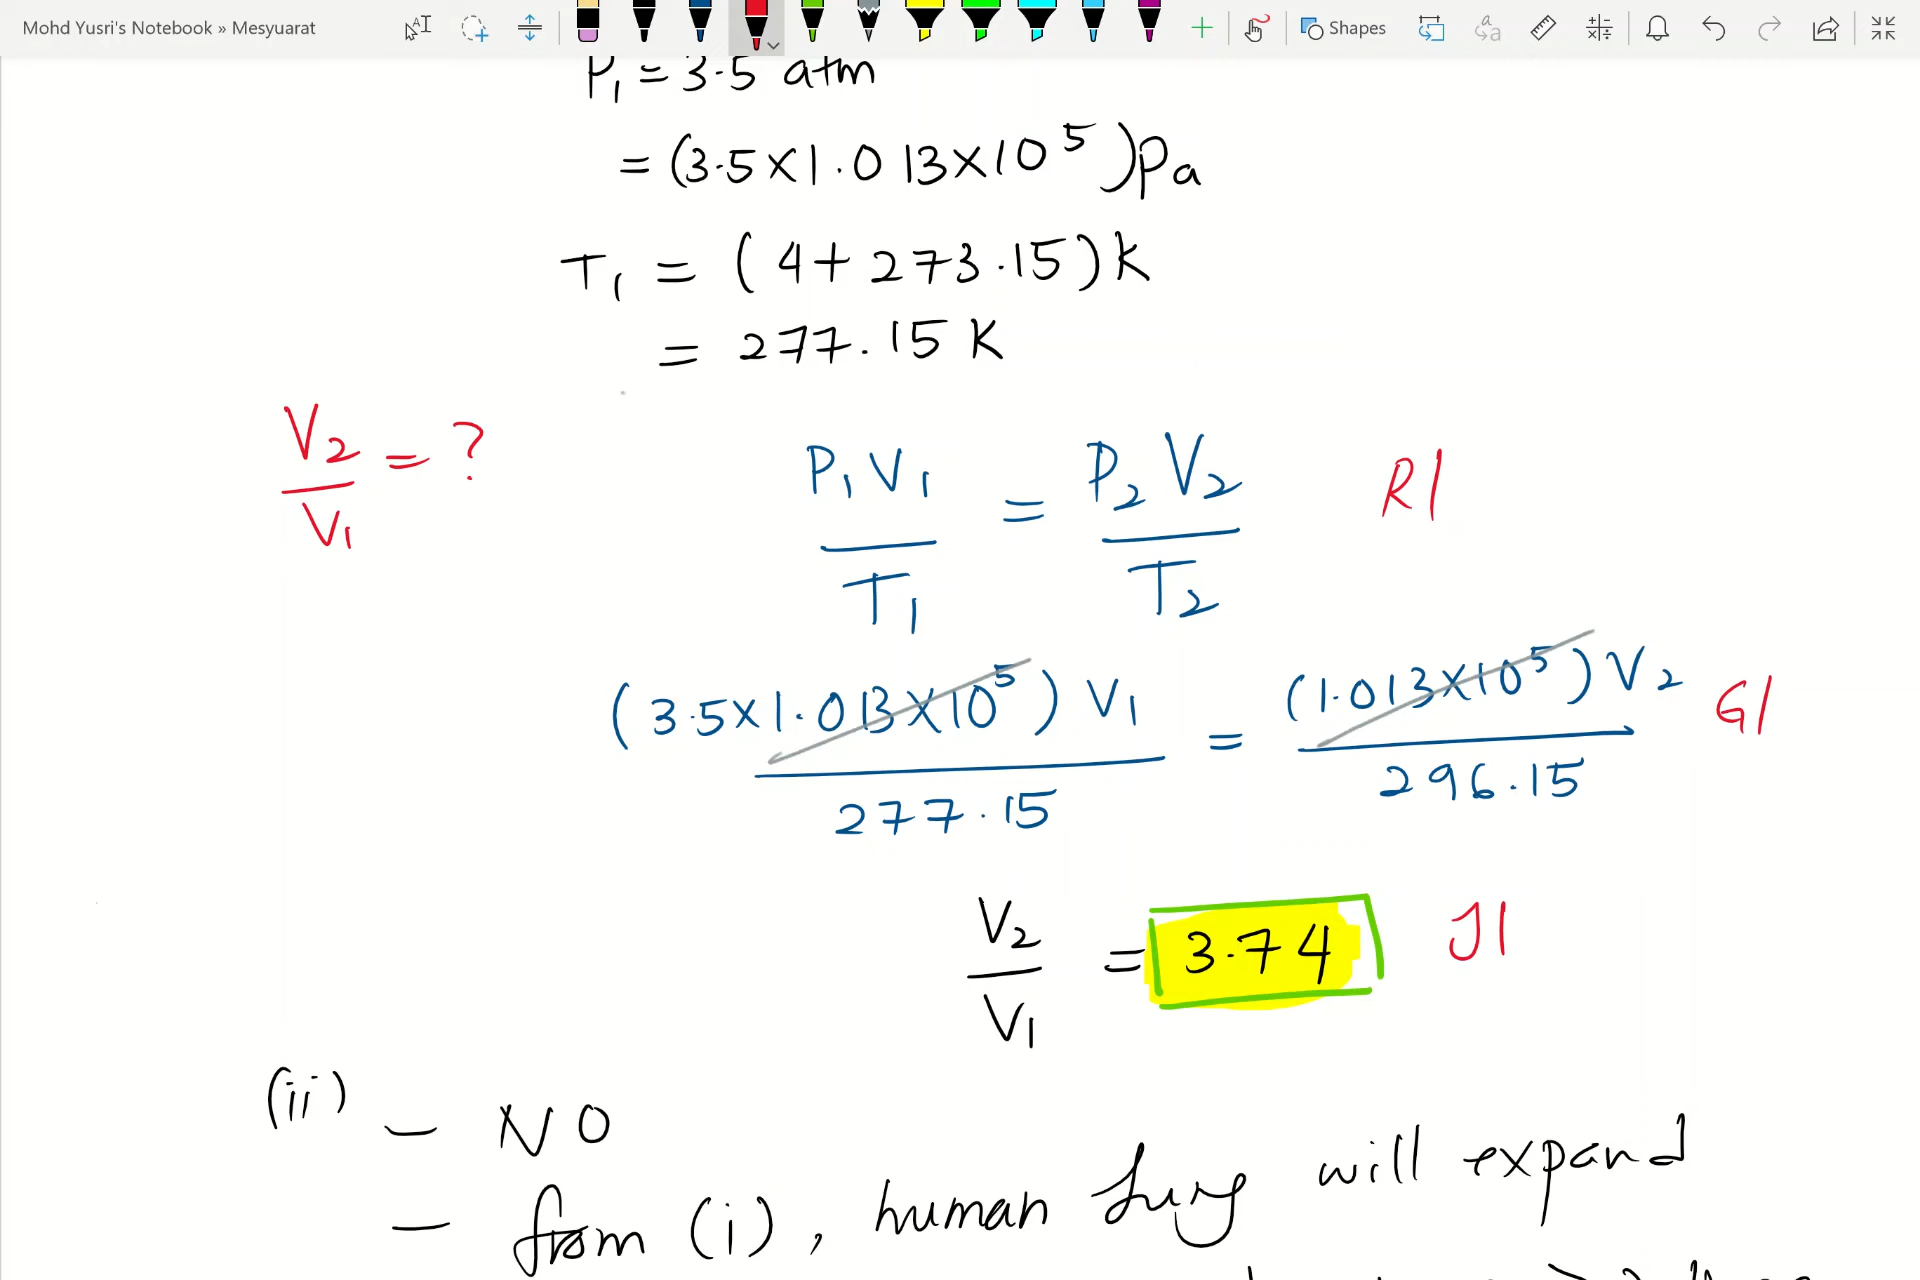 Mohd Yusri's Notebook » Mesyuarat
Shapes
P₁ = 3.5 atm
= (3.5×1.013×10⁵) Pa
T₁ = (4 + 273.15) K
= 277.15 K
V₂/V₁ = ?
P₁V₁/T₁ = P₂V₂/T₂ R1
(3.5×1.013×10⁵) V₁/277.15 = (1.013×10⁵) V₂/296.15 G1
V₂/V₁ = 3.74 J1
(ii) – NO
– from (i), human lung will expand